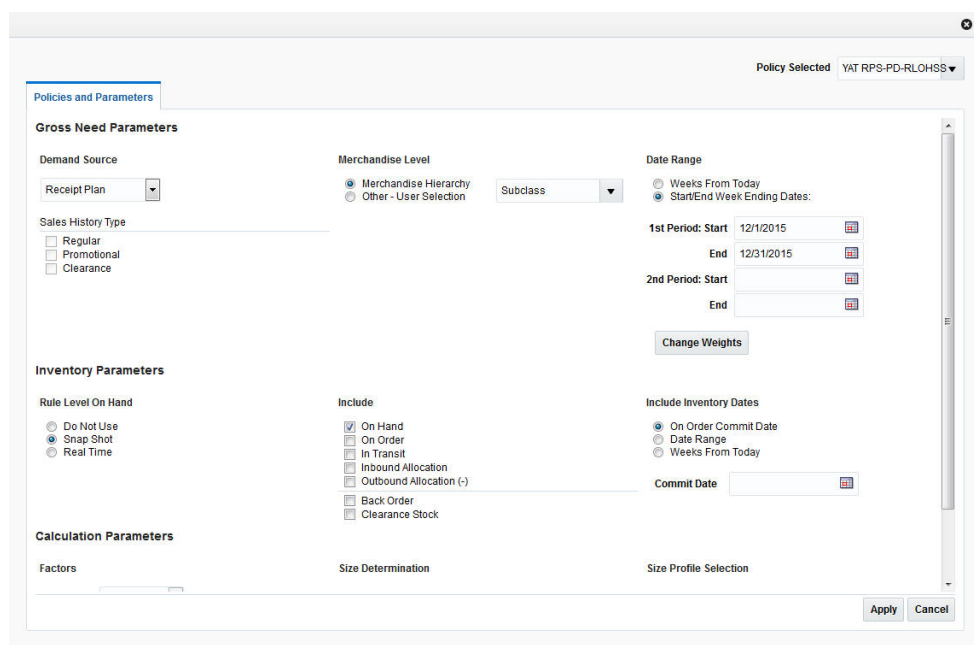 Policy Selected YAT RPS-PD-RLOHSS
Policies and Parameters
Gross Need Parameters
Demand Source
Receipt Plan
Sales History Type
Regular
Promotional
Clearance
Merchandise Level
Merchandise Hierarchy
Other - User Selection
Subclass
Date Range
Weeks From Today
Start/End Week Ending Dates:
1st Period: Start 12/1/2015
End 12/31/2015
2nd Period: Start
End
Change Weights
Inventory Parameters
Rule Level On Hand
Do Not Use
Snap Shot
Real Time
Include
On Hand
On Order
In Transit
Inbound Allocation
Outbound Allocation (-)
Back Order
Clearance Stock
Include Inventory Dates
On Order Commit Date
Date Range
Weeks From Today
Commit Date
Calculation Parameters
Factors
Size Determination
Size Profile Selection
Apply Cancel